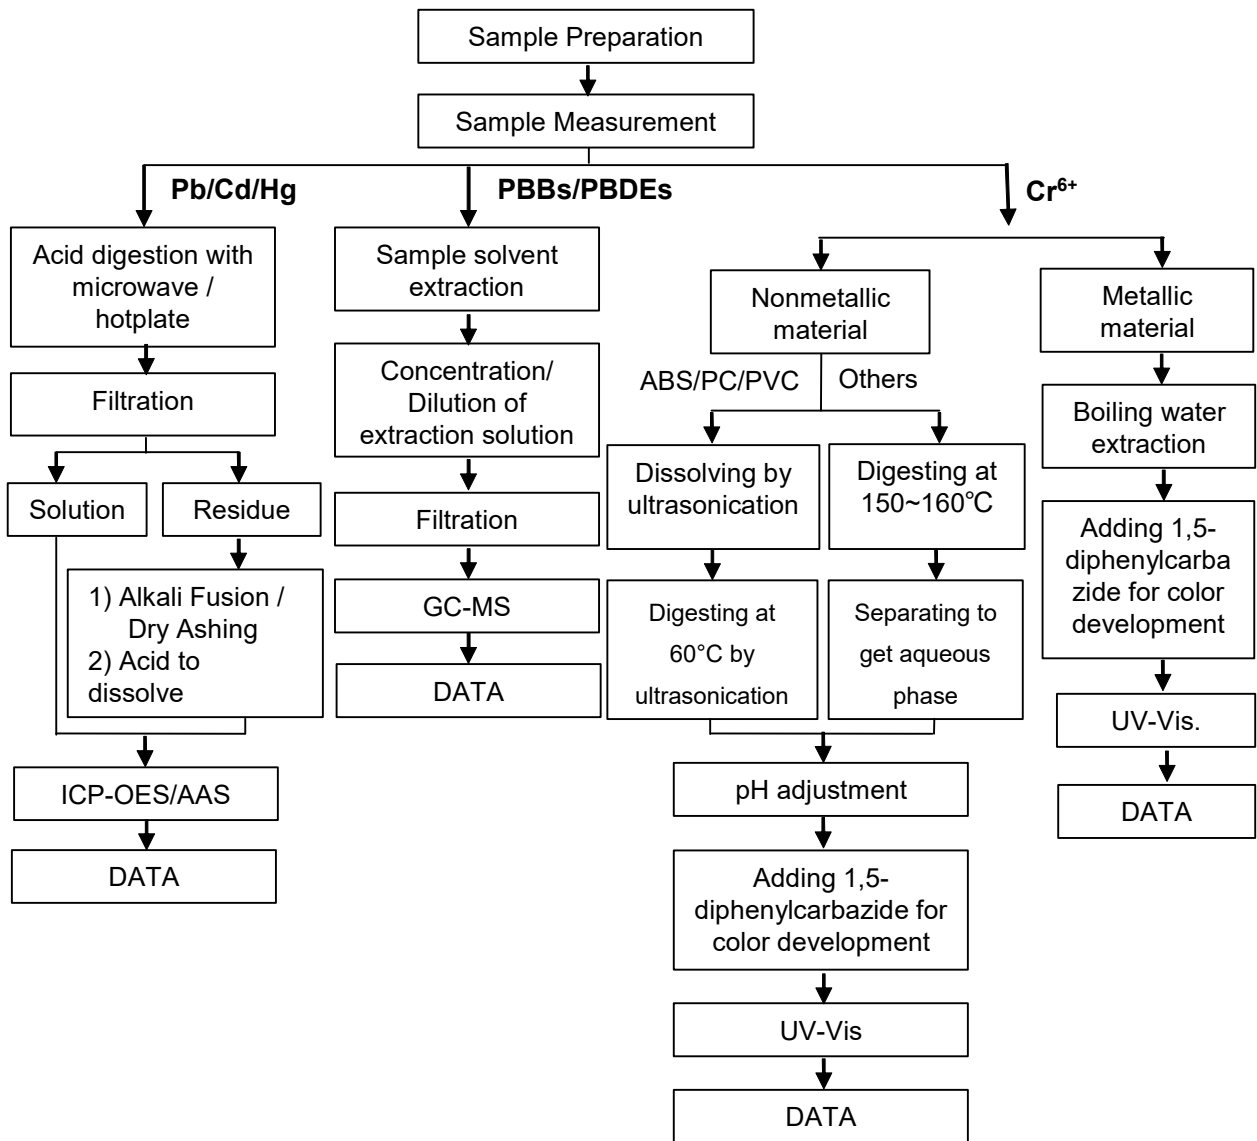 Sample Preparation
Sample Measurement
Pb/Cd/Hg
PBBs/PBDEs
Cr⁶⁺
Acid digestion with
microwave /
hotplate
Filtration
Solution
Residue
1) Alkali Fusion /
Dry Ashing
2) Acid to
dissolve
ICP-OES/AAS
DATA
Sample solvent
extraction
Concentration/
Dilution of
extraction solution
Filtration
GC-MS
DATA
Nonmetallic
material
ABS/PC/PVC
Others
Dissolving by
ultrasonication
Digesting at
60°C by
ultrasonication
Digesting at
150~160℃
Separating to
get aqueous
phase
pH adjustment
Adding 1,5-
diphenylcarbazide for
color development
UV-Vis
DATA
Metallic
material
Boiling water
extraction
Adding 1,5-
diphenylcarba
zide for color
development
UV-Vis.
DATA